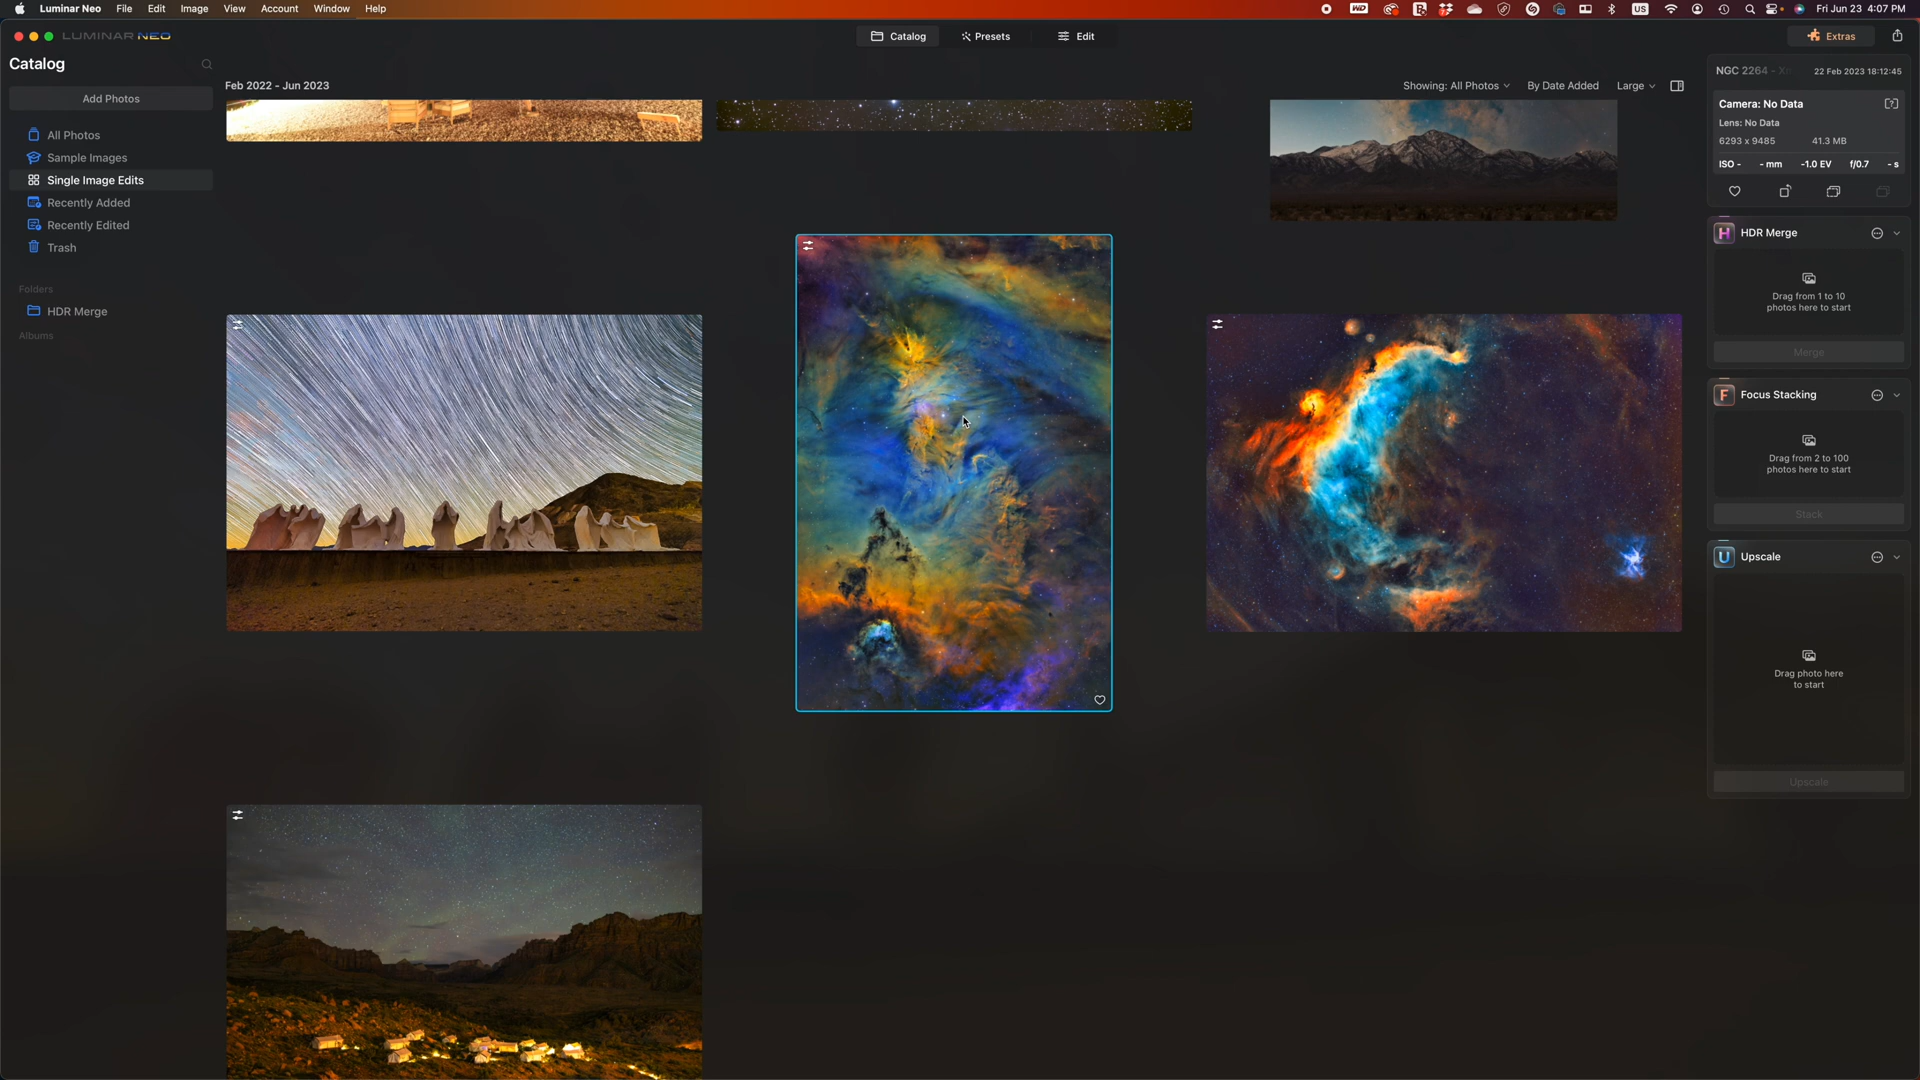 Luminar Neo File Edit Image View Account Window Help
Fri Jun 23 4:07 PM
WD
US
LUMINAR NEO
Catalog
Presets
Edit
Extras
Catalog
Add Photos
All Photos
Sample Images
Single Image Edits
Recently Added
Recently Edited
Trash
Folders
HDR Merge
Albums
Feb 2022 - Jun 2023
Showing: All Photos
By Date Added
Large
NGC 2264 -
22 Feb 2023 18:12:45
Camera: No Data
Lens: No Data
6293 x 9485 41.3 MB
ISO - - mm -1.0 EV f/0.7 - s
H HDR Merge
Drag from 1 to 10
photos here to start
Merge
F Focus Stacking
Drag from 2 to 100
photos here to start
Stack
U Upscale
Drag photo here
to start
Upscale